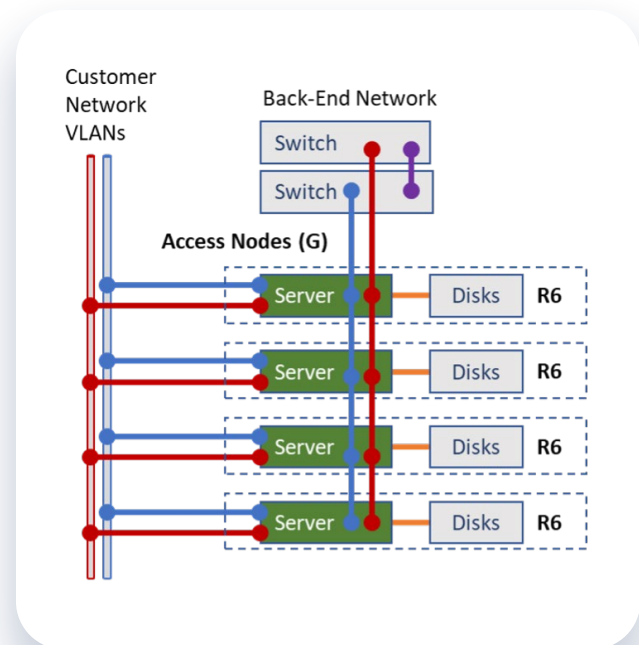 Customer
Network
VLANs
Back-End Network
Switch
Switch
Access Nodes (G)
Server
Disks
R6
Server
Disks
R6
Server
Disks
R6
Server
Disks
R6